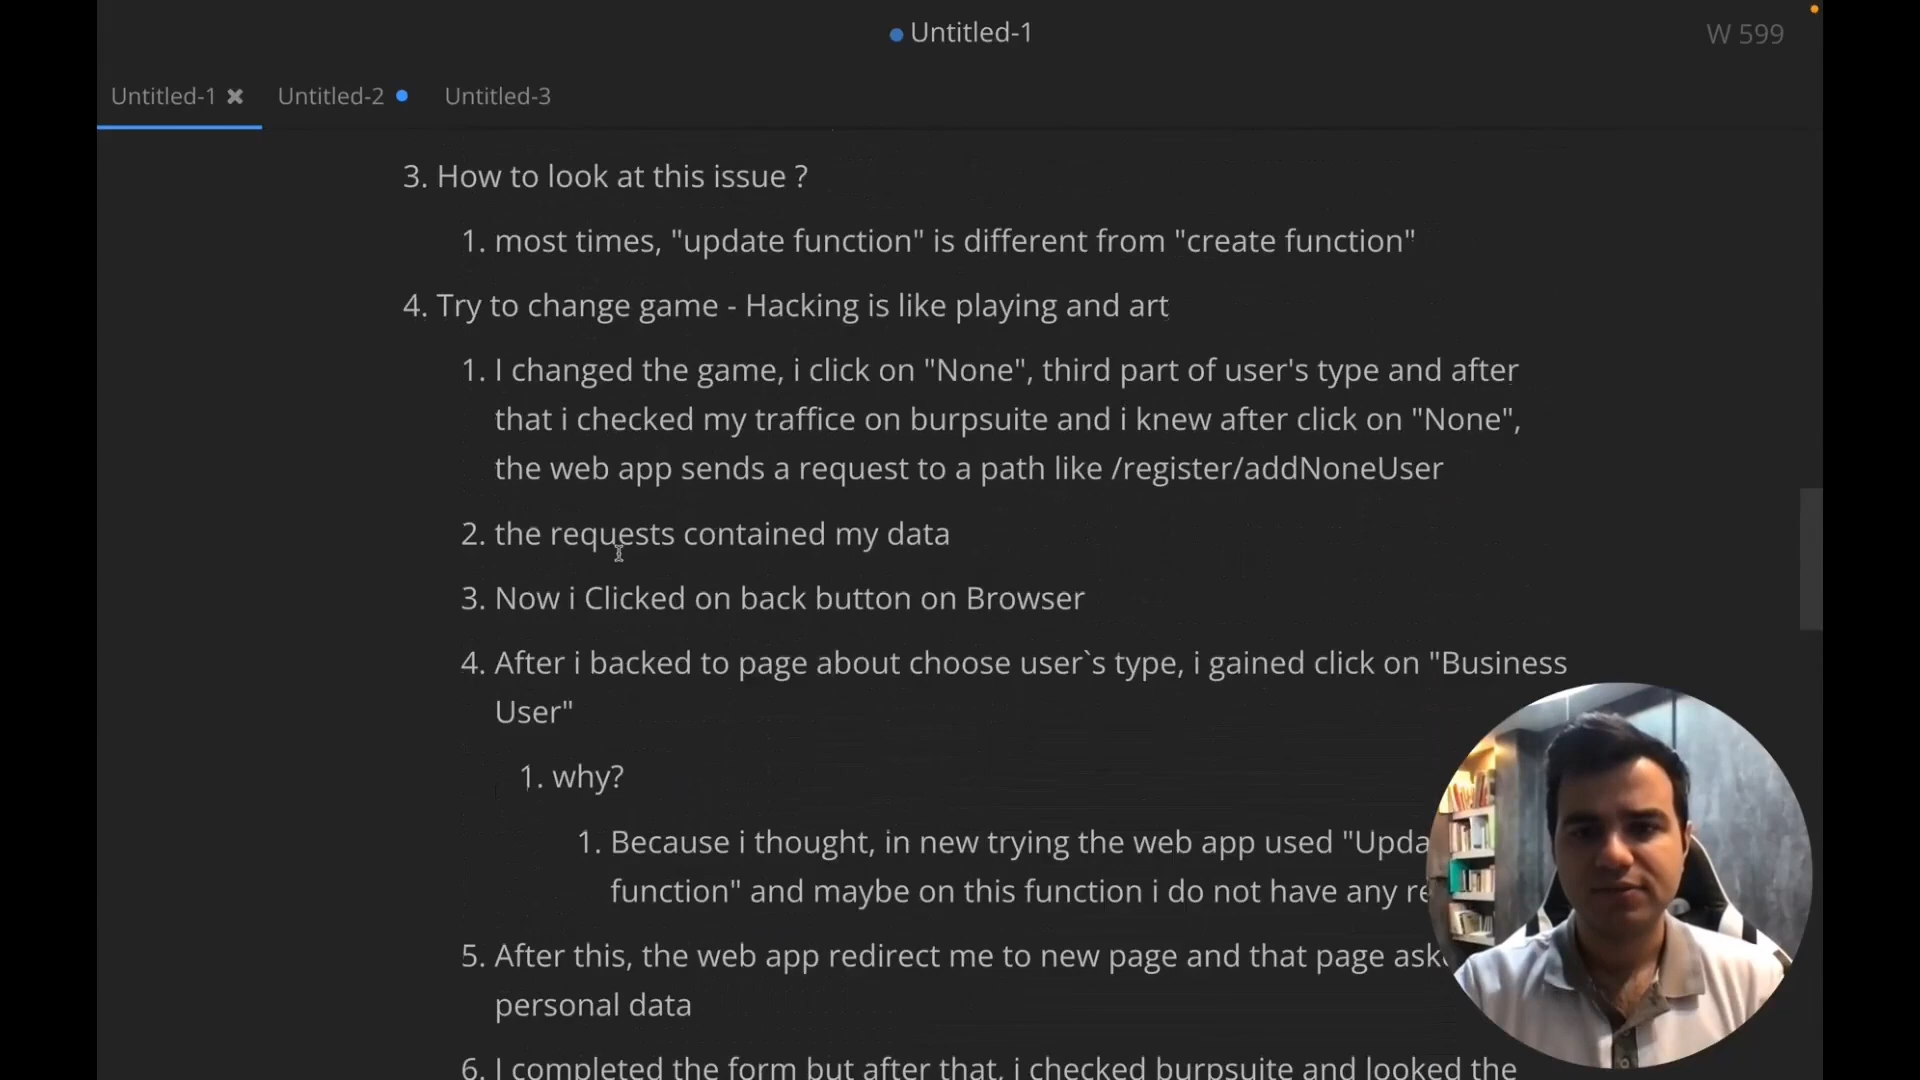 Untitled-1
W 599
Untitled-1 Untitled-2 Untitled-3
3. How to look at this issue ?
1. most times, "update function" is different from "create function"
4. Try to change game - Hacking is like playing and art
1. I changed the game, i click on "None", third part of user's type and after
that i checked my traffice on burpsuite and i knew after click on "None",
the web app sends a request to a path like /register/addNoneUser
2. the requests contained my data
3. Now i Clicked on back button on Browser
4. After i backed to page about choose user`s type, i gained click on "Business
User"
1. why?
1. Because i thought, in new trying the web app used "Upda
function" and maybe on this function i do not have any re
5. After this, the web app redirect me to new page and that page ask
personal data
6. I completed the form but after that, i checked burpsuite and looked the